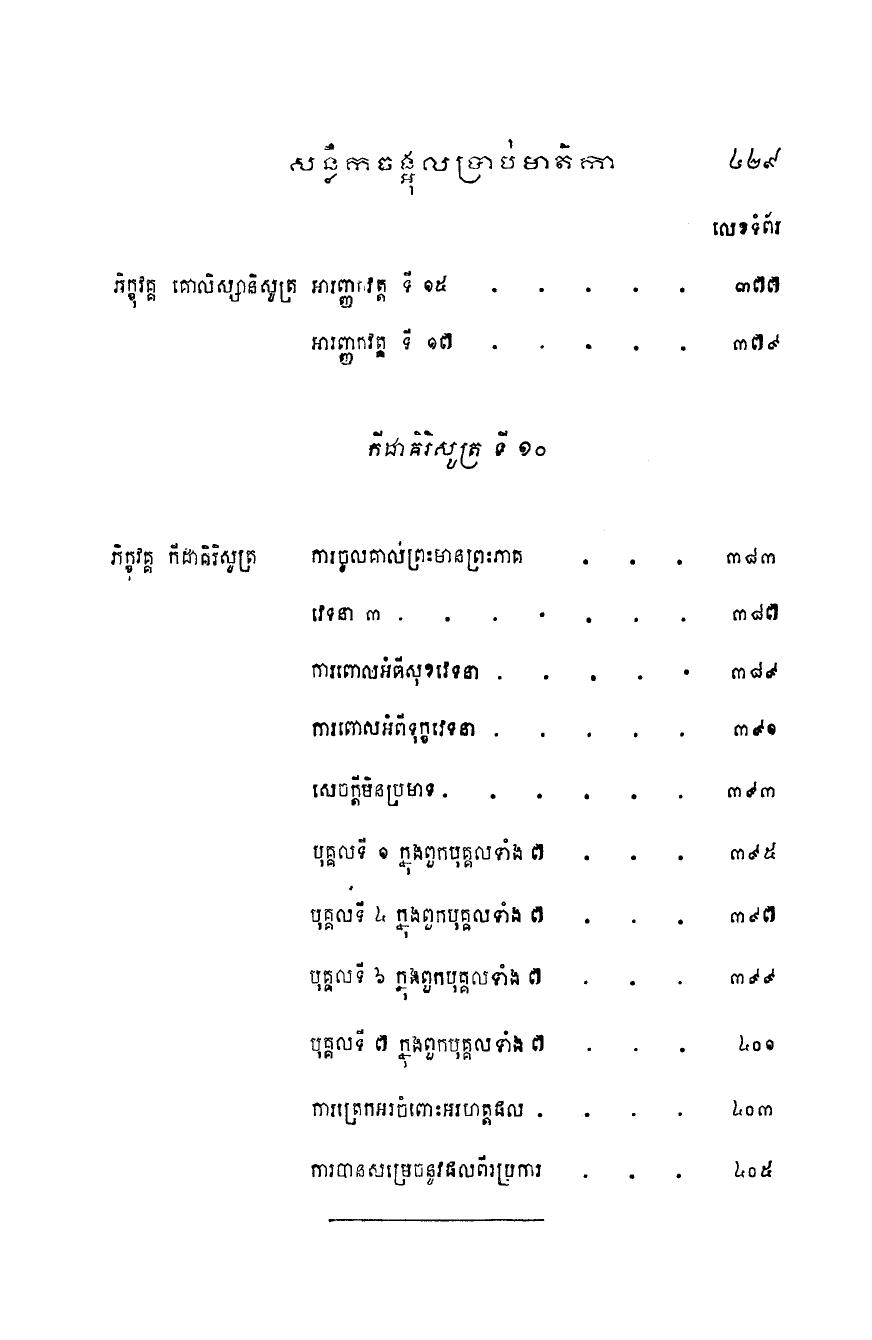 សន្លឹកចង្អុលទ្រាប់មាតិកា ៤២៩
លេខទំព័រ
ភិក្ខុវគ្គ គោលិស្សានិសូត្រ អារញ្ញកវត្ត ទី ១៥ . . . . . ៣៧៧
អារញ្ញកវត្ត ទី ១៧ . . . . . ៣៧៩
កីដាគិរិសូត្រ ទី ១០
ភិក្ខុវគ្គ កីដាគិរិសូត្រ ការចូលគាល់ព្រះមានព្រះភាគ . . . ៣៨៣
វេទនា ៣ . . . . . . . ៣៨៧
ការពោលអំពីសុខវេទនា . . . . . ៣៨៩
ការពោលអំពីទុក្ខវេទនា . . . . . ៣៩១
សេចក្តីមិនប្រមាទ . . . . . . ៣៩៣
បុគ្គលទី ១ ក្នុងពួកបុគ្គលទាំង ៧ . . . ៣៩៥
បុគ្គលទី ៤ ក្នុងពួកបុគ្គលទាំង ៧ . . . ៣៩៧
បុគ្គលទី ៦ ក្នុងពួកបុគ្គលទាំង ៧ . . . ៣៩៩
បុគ្គលទី ៧ ក្នុងពួកបុគ្គលទាំង ៧ . . . ៤០១
ការត្រេកអរចំពោះអរហត្តផល . . . . ៤០៣
ការបានសម្រេចនូវផលពីរប្រការ . . . ៤០៥